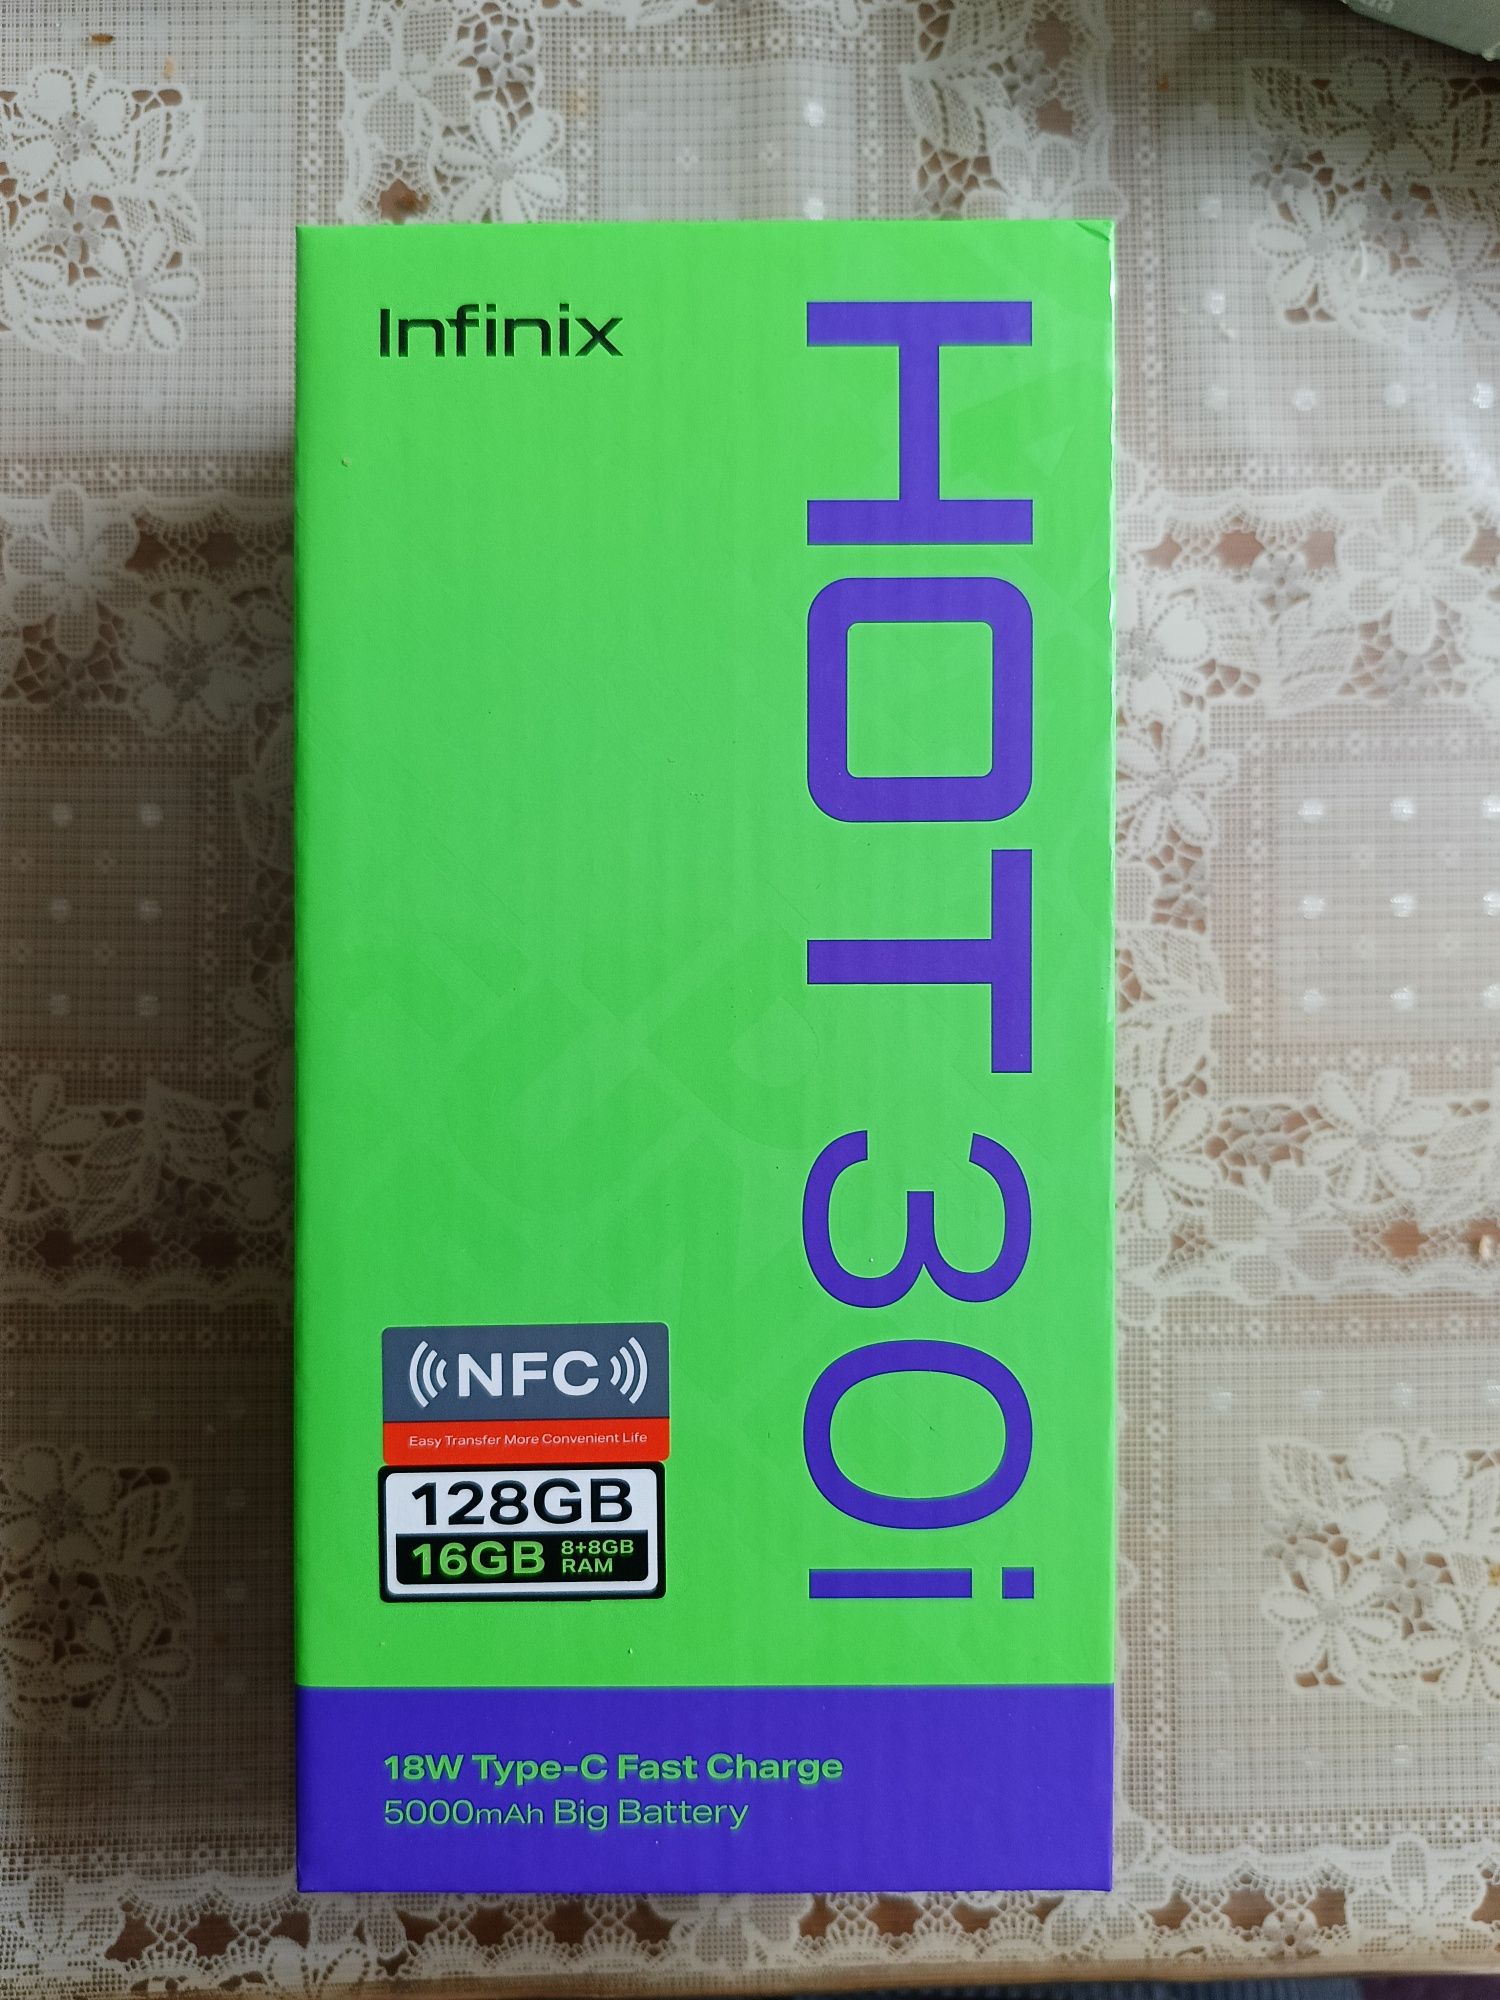 Infinix
HOT 30i
NFC
Easy Transfer More Convenient Life
128GB
16GB 8+8GB RAM
18W Type-C Fast Charge
5000mAh Big Battery